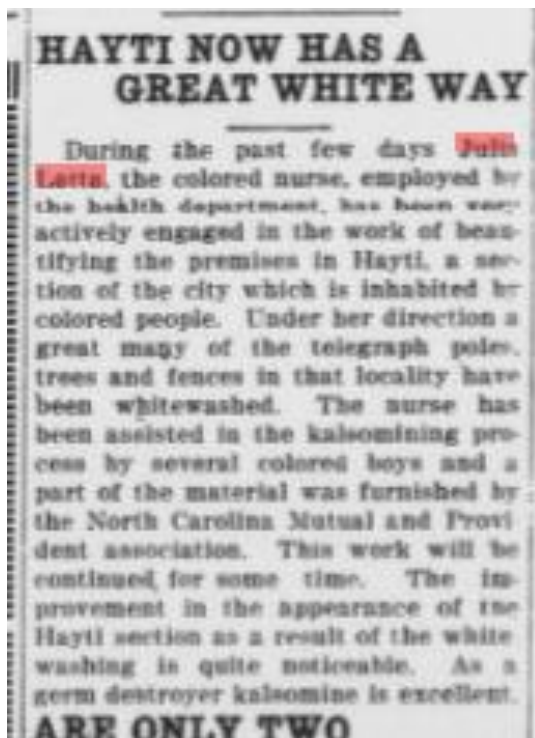 HAYTI NOW HAS A
GREAT WHITE WAY
During the past few days Julia
Latta, the colored nurse, employed by
the health department, has been very
actively engaged in the work of beau-
tifying the premises in Hayti, a sec-
tion of the city which is inhabited by
colored people. Under her direction a
great many of the telegraph poles,
trees and fences in that locality have
been whitewashed. The nurse has
been assisted in the kalsomining pro-
cess by several colored boys and a
part of the material was furnished by
the North Carolina Mutual and Provi
dent association. This work will be
continued for some time. The im-
provement in the appearance of the
Hayti section as a result of the white
washing is quite noticeable. As a
germ destroyer kalsomine is excellent.
ARE ONLY TWO